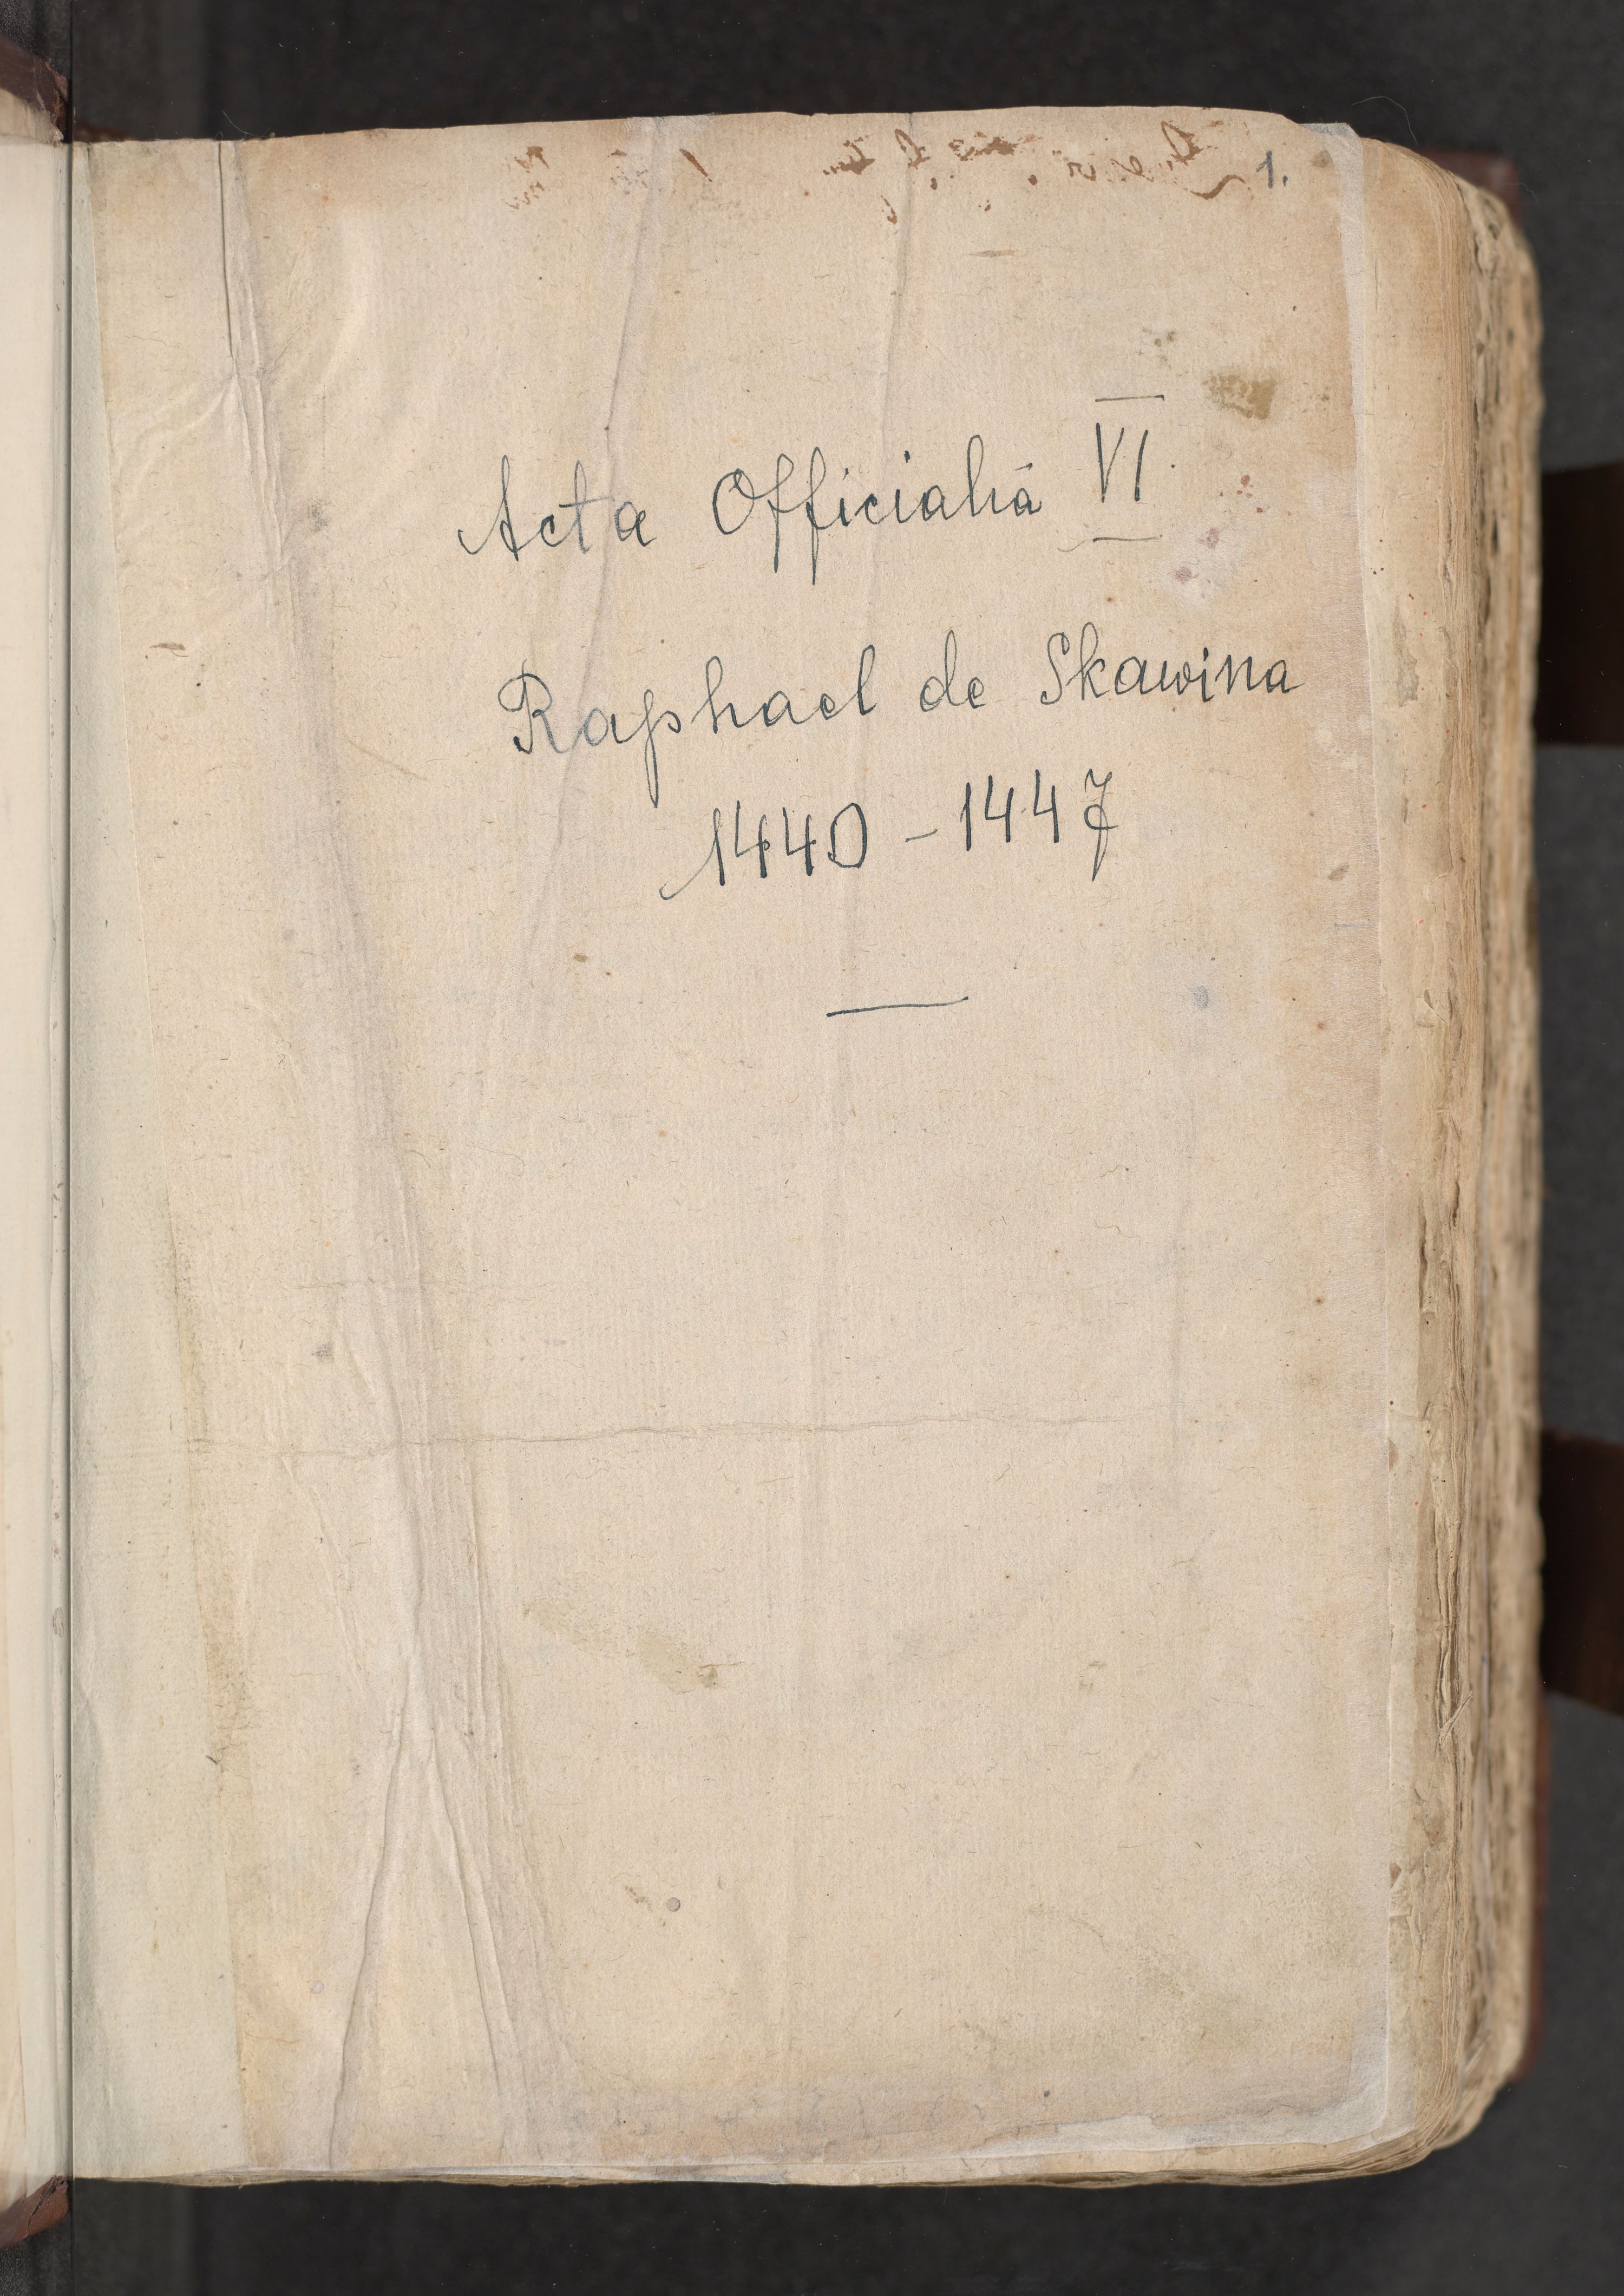 1.
Acta Officialia VI.
Raphael de Skawina
1440 - 1447